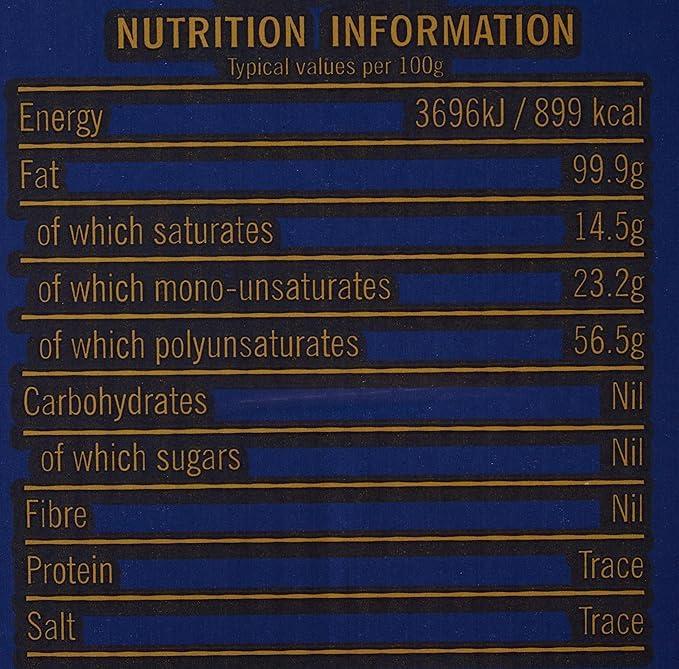 NUTRITION INFORMATION
Typical values per 100g
Energy 3696kJ / 899 kcal
Fat 99.9g
of which saturates 14.5g
of which mono-unsaturates 23.2g
of which polyunsaturates 56.5g
Carbohydrates Nil
of which sugars Nil
Fibre Nil
Protein Trace
Salt Trace